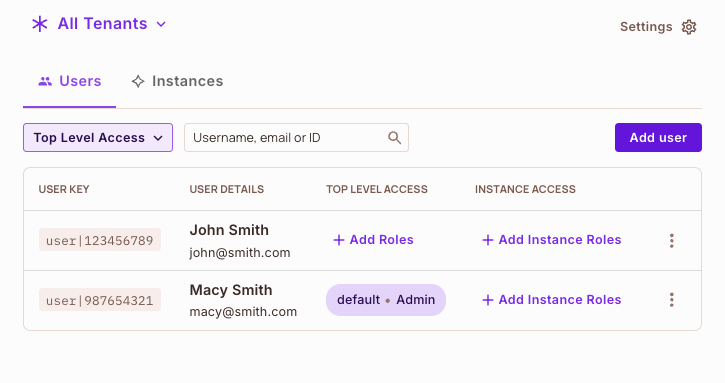 All Tenants
Settings
Users
Instances
Top Level Access
Username, email or ID
Add user
USER KEY USER DETAILS TOP LEVEL ACCESS INSTANCE ACCESS
user|123456789 John Smith + Add Roles + Add Instance Roles
john@smith.com
user|987654321 Macy Smith default • Admin + Add Instance Roles
macy@smith.com